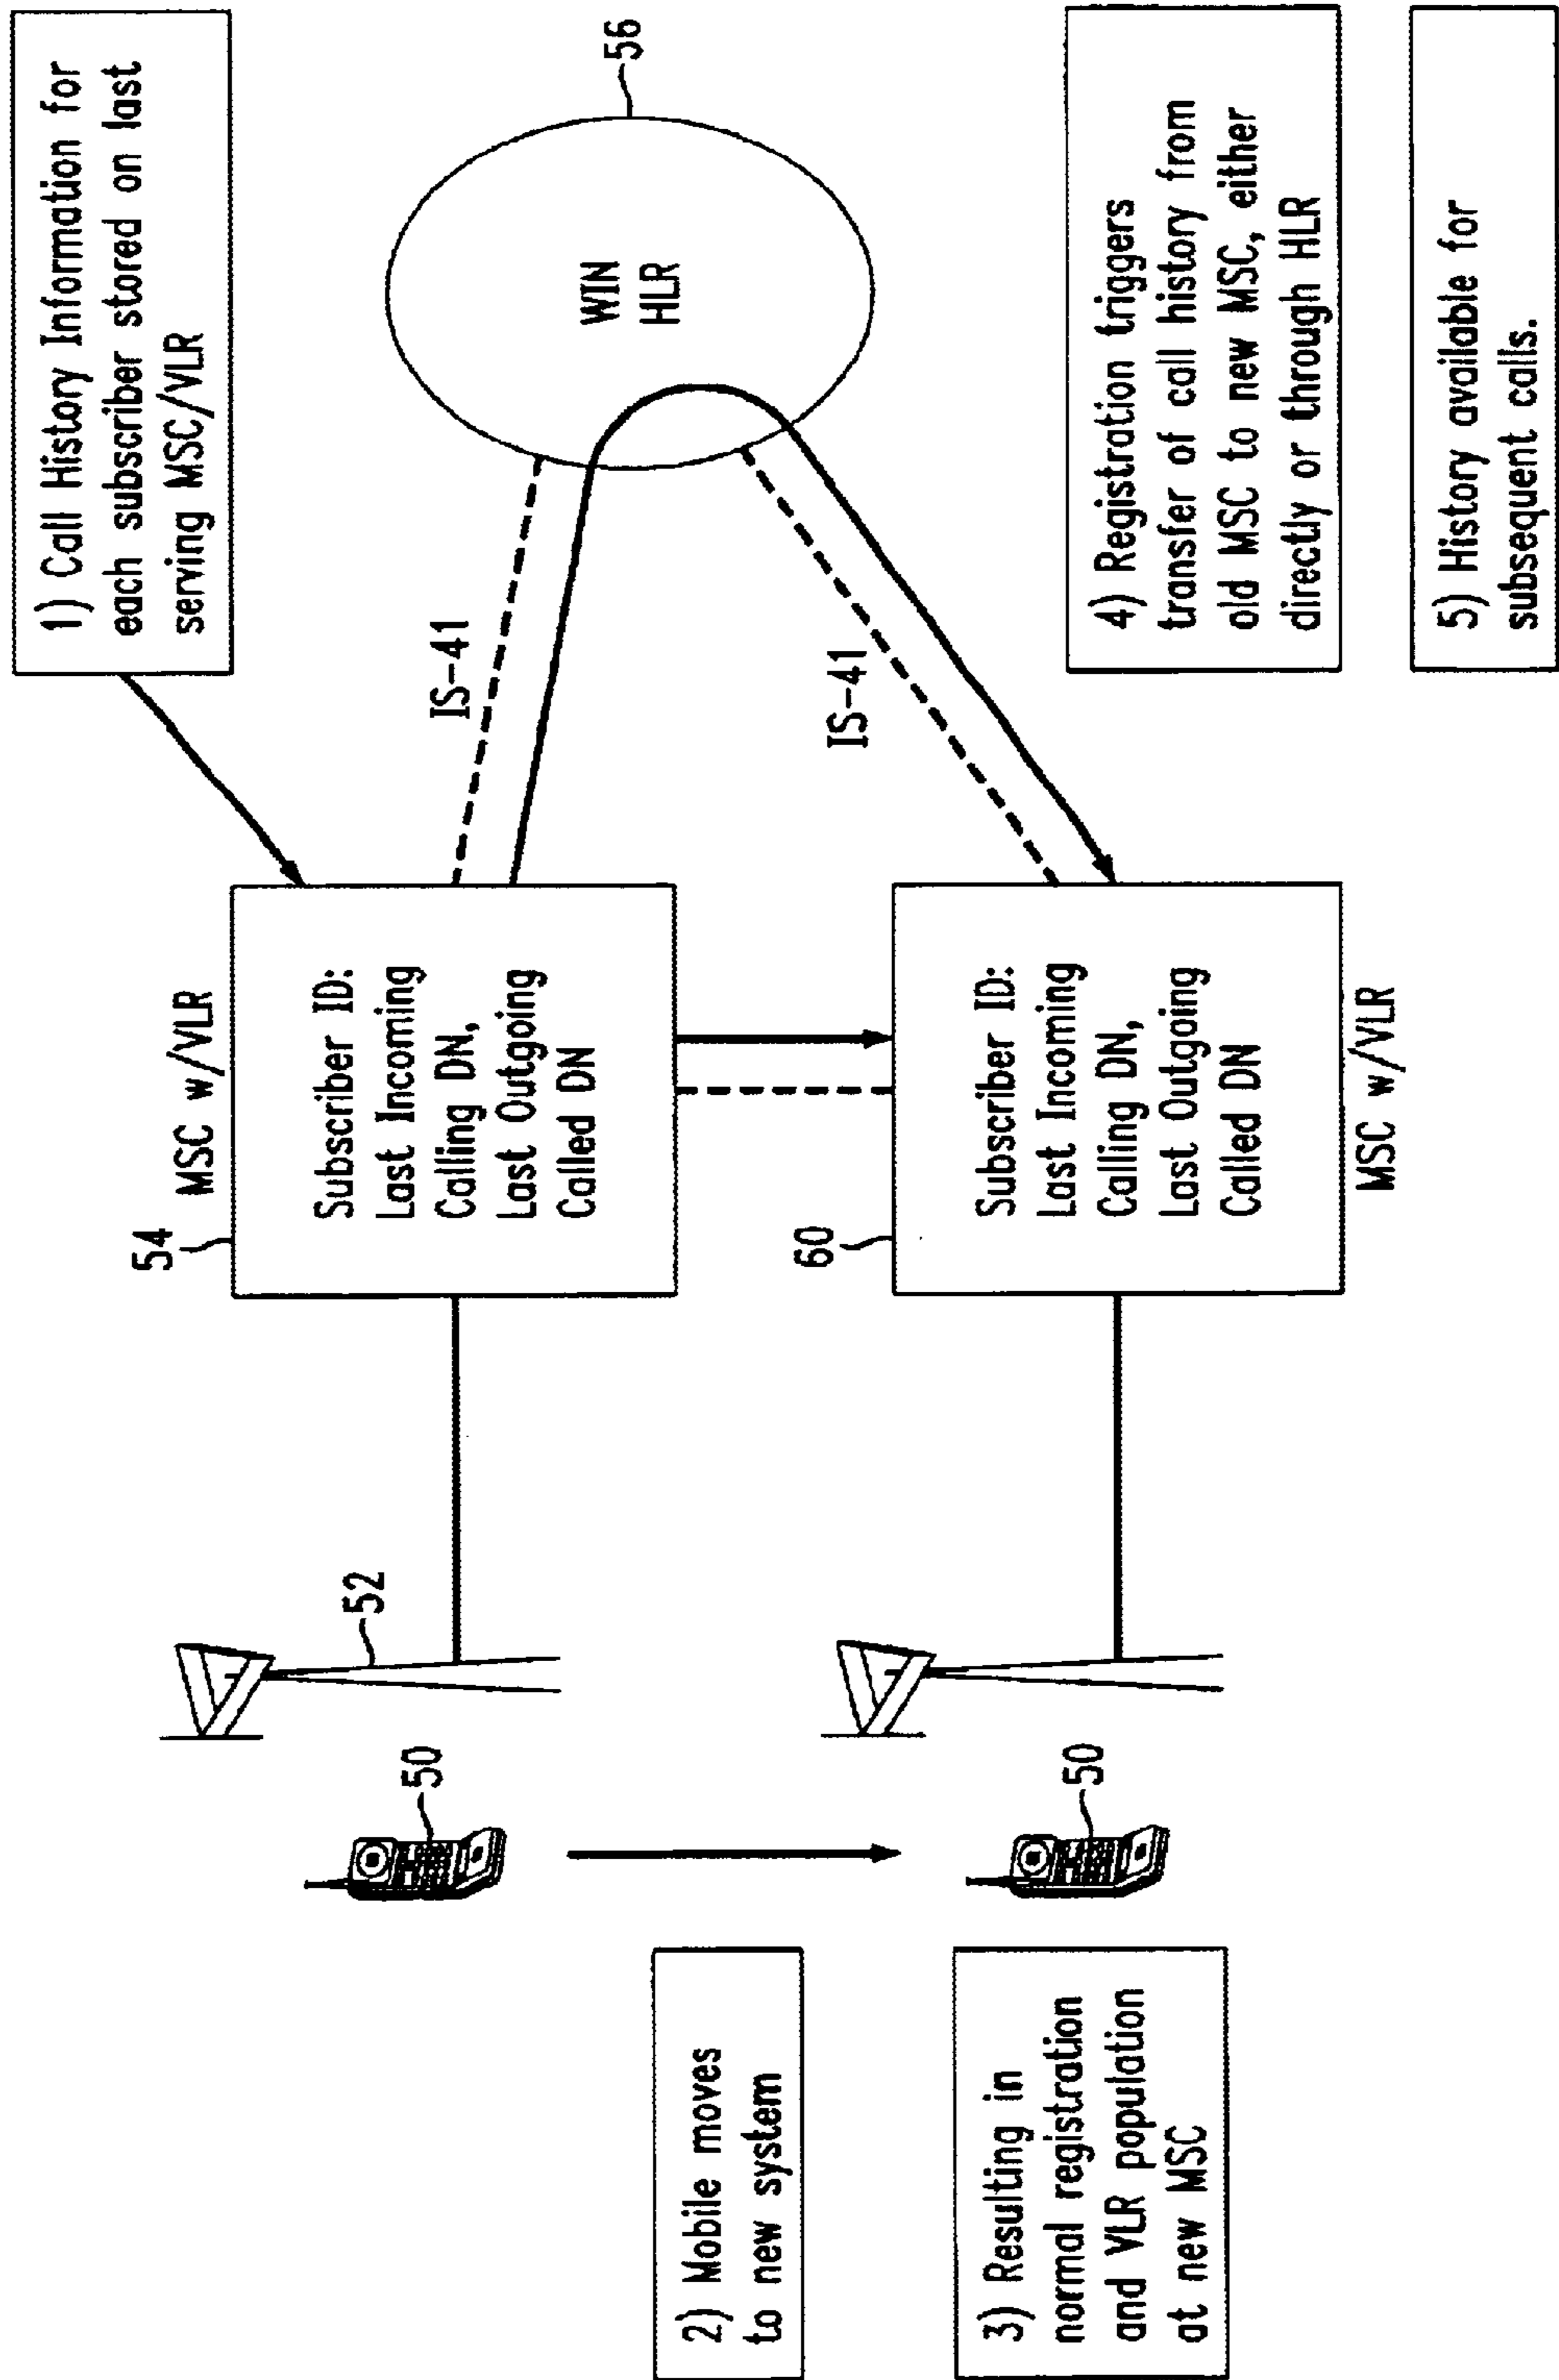 1) Call History Information for
each subscriber stored on last
serving MSC/VLR
56
WIN
HLR
IS-41
IS-41
4) Registration triggers
transfer of call history from
old MSC to new MSC, either
directly or through HLR
5) History available for
subsequent calls.
MSC w/VLR
54
Subscriber ID:
Last Incoming
Calling DN,
Last Outgoing
Called DN
60
Subscriber ID:
Last Incoming
Calling DN,
Last Outgoing
Called DN
MSC w/VLR
52
50
50
2) Mobile moves
to new system
3) Resulting in
normal registration
and VLR population
at new MSC